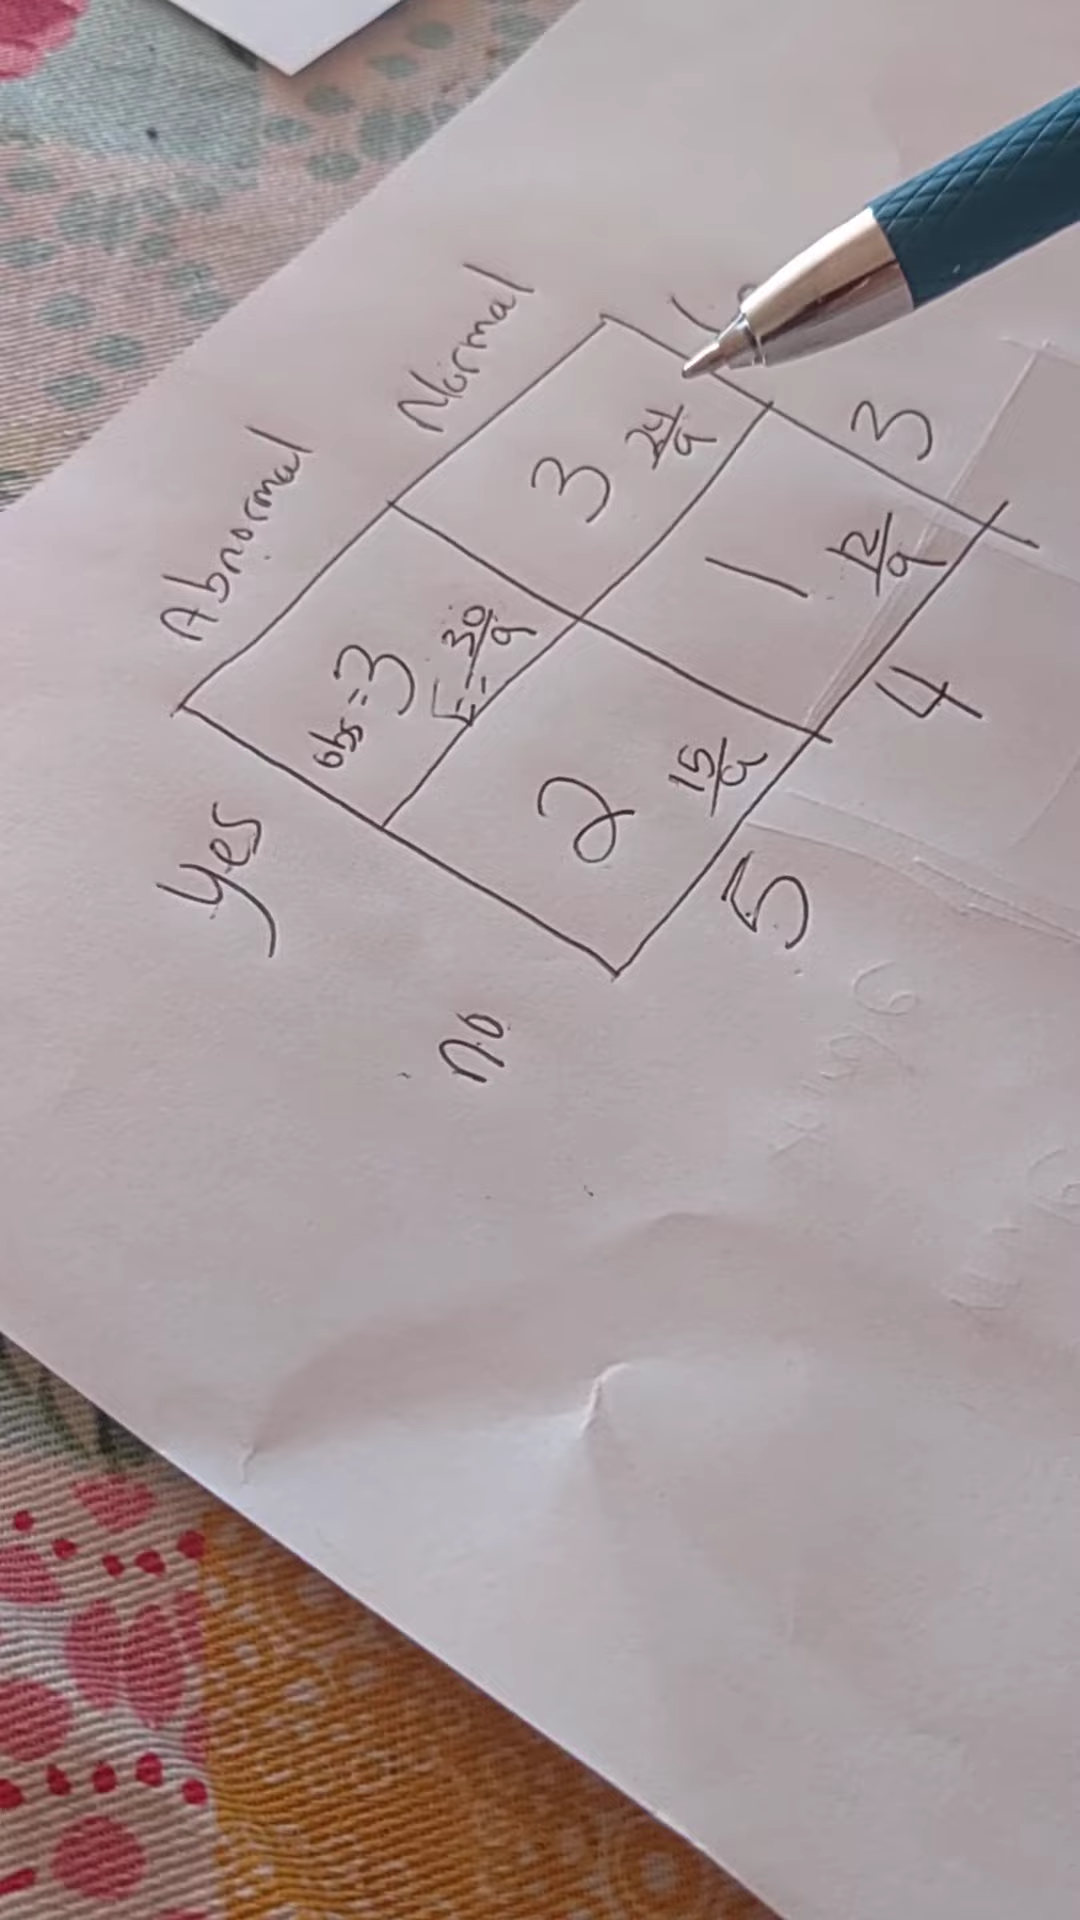 Abnormal Normal
Yes obs=3 3 24/9
E=30/9
no 2 15/9 1 12/9 3
5 4